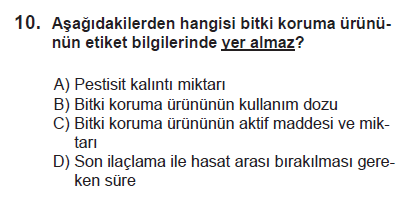 10. Aşağıdakilerden hangisi bitki koruma ürünü-
nün etiket bilgilerinde yer almaz?
A) Pestisit kalıntı miktarı
B) Bitki koruma ürününün kullanım dozu
C) Bitki koruma ürününün aktif maddesi ve mik-
tarı
D) Son ilaçlama ile hasat arası bırakılması gere-
ken süre